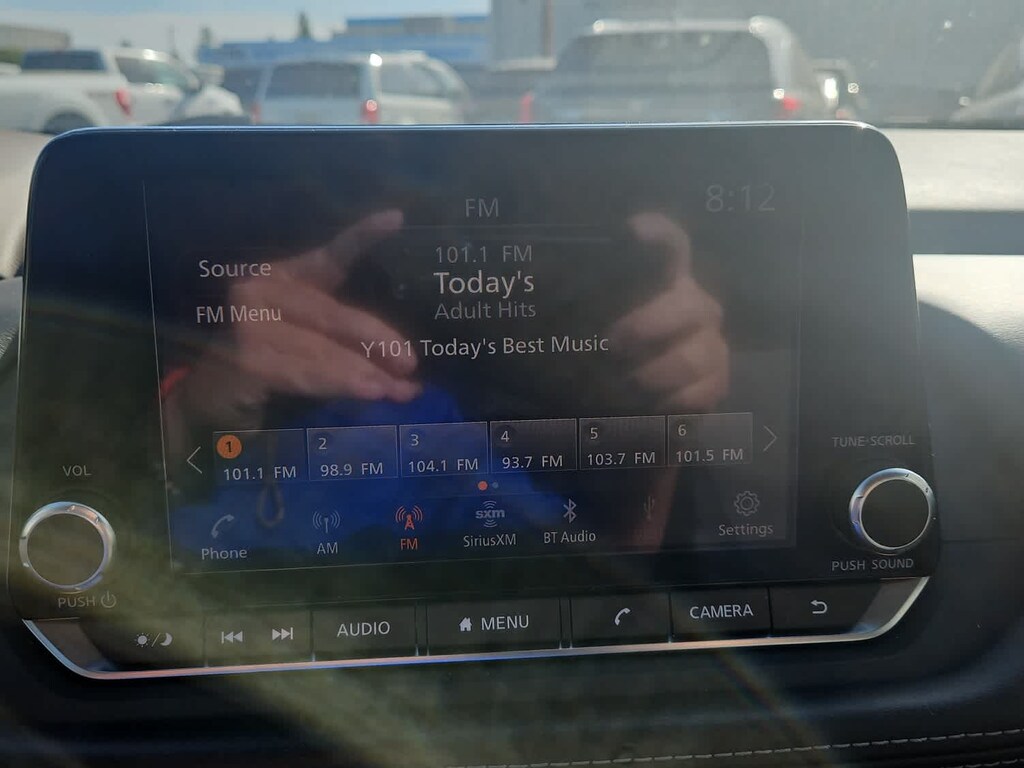 FM
8:12
101.1 FM
Source
Today's
Adult Hits
FM Menu
Y101 Today's Best Music
1
101.1 FM
2
98.9 FM
3
104.1 FM
4
93.7 FM
5
103.7 FM
6
101.5 FM
VOL
TUNE·SCROLL
Phone
AM
FM
sxm
SiriusXM
BT Audio
Settings
PUSH
PUSH SOUND
AUDIO
MENU
CAMERA